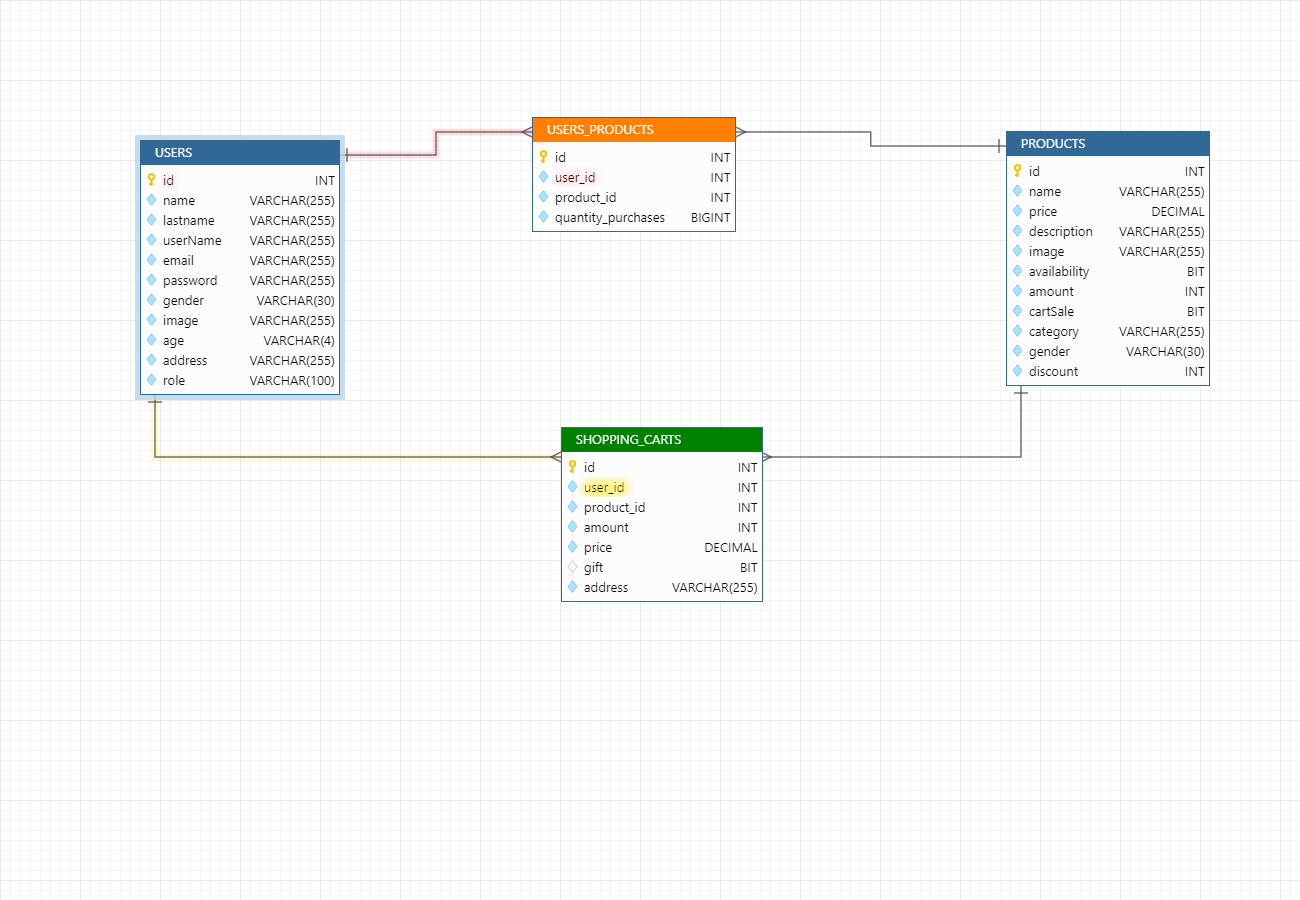 USERS
id INT
name VARCHAR(255)
lastname VARCHAR(255)
userName VARCHAR(255)
email VARCHAR(255)
password VARCHAR(255)
gender VARCHAR(30)
image VARCHAR(255)
age VARCHAR(4)
address VARCHAR(255)
role VARCHAR(100)
USERS_PRODUCTS
id INT
user_id INT
product_id INT
quantity_purchases BIGINT
PRODUCTS
id INT
name VARCHAR(255)
price DECIMAL
description VARCHAR(255)
image VARCHAR(255)
availability BIT
amount INT
cartSale BIT
category VARCHAR(255)
gender VARCHAR(30)
discount INT
SHOPPING_CARTS
id INT
user_id INT
product_id INT
amount INT
price DECIMAL
gift BIT
address VARCHAR(255)